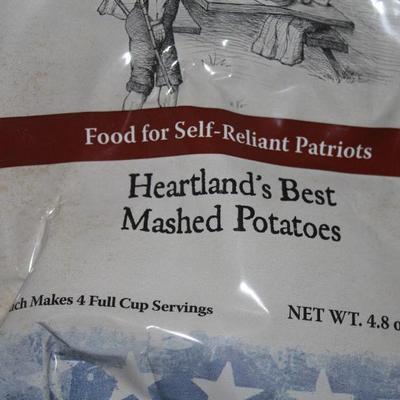 Food for Self-Reliant Patriots
Heartland's Best
Mashed Potatoes
Makes 4 Full Cup Servings
NET WT. 4.8